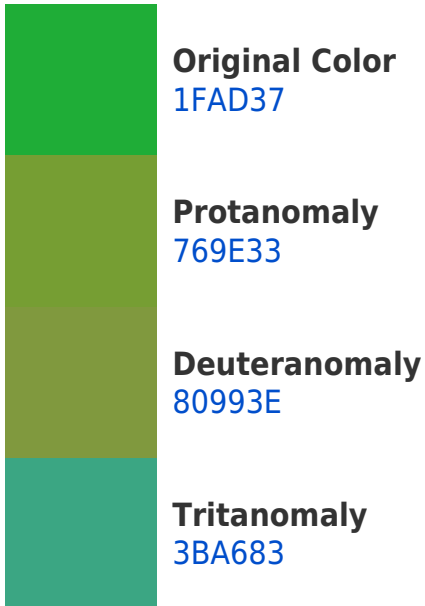 Original Color
1FAD37
Protanomaly
769E33
Deuteranomaly
80993E
Tritanomaly
3BA683